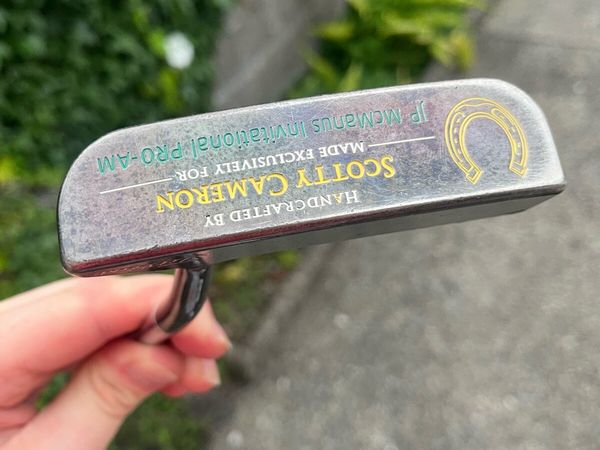 HANDCRAFTED BY
SCOTTY CAMERON
MADE EXCLUSIVELY FOR
JP McManus Invitational PRO-AM